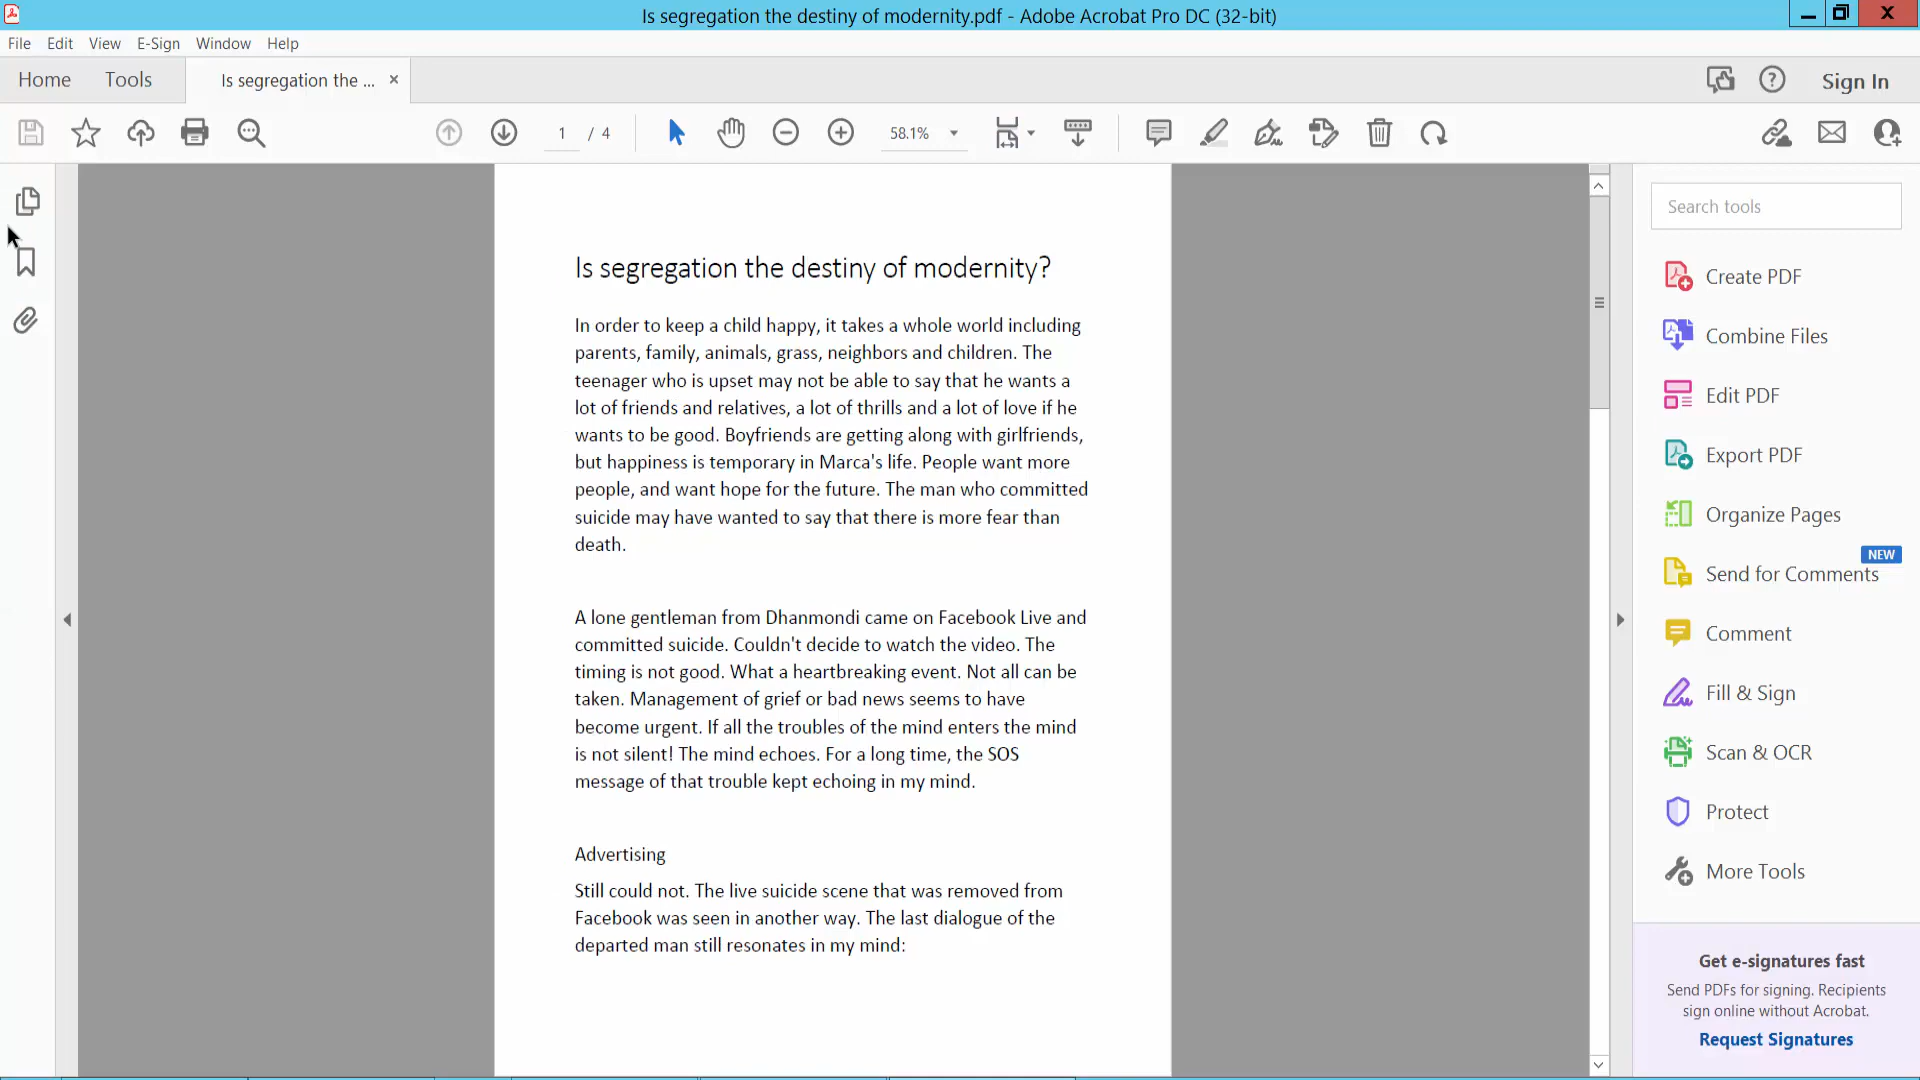 Is segregation the destiny of modernity.pdf - Adobe Acrobat Pro DC (32-bit)
File Edit View E-Sign Window Help
Home Tools Is segregation the ... Sign In
1 / 4 58.1%
Search tools
Is segregation the destiny of modernity?
In order to keep a child happy, it takes a whole world including
parents, family, animals, grass, neighbors and children. The
teenager who is upset may not be able to say that he wants a
lot of friends and relatives, a lot of thrills and a lot of love if he
wants to be good. Boyfriends are getting along with girlfriends,
but happiness is temporary in Marca's life. People want more
people, and want hope for the future. The man who committed
suicide may have wanted to say that there is more fear than
death.
A lone gentleman from Dhanmondi came on Facebook Live and
committed suicide. Couldn't decide to watch the video. The
timing is not good. What a heartbreaking event. Not all can be
taken. Management of grief or bad news seems to have
become urgent. If all the troubles of the mind enters the mind
is not silent! The mind echoes. For a long time, the SOS
message of that trouble kept echoing in my mind.
Advertising
Still could not. The live suicide scene that was removed from
Facebook was seen in another way. The last dialogue of the
departed man still resonates in my mind:
Create PDF
Combine Files
Edit PDF
Export PDF
Organize Pages
NEW
Send for Comments
Comment
Fill & Sign
Scan & OCR
Protect
More Tools
Get e-signatures fast
Send PDFs for signing. Recipients
sign online without Acrobat.
Request Signatures